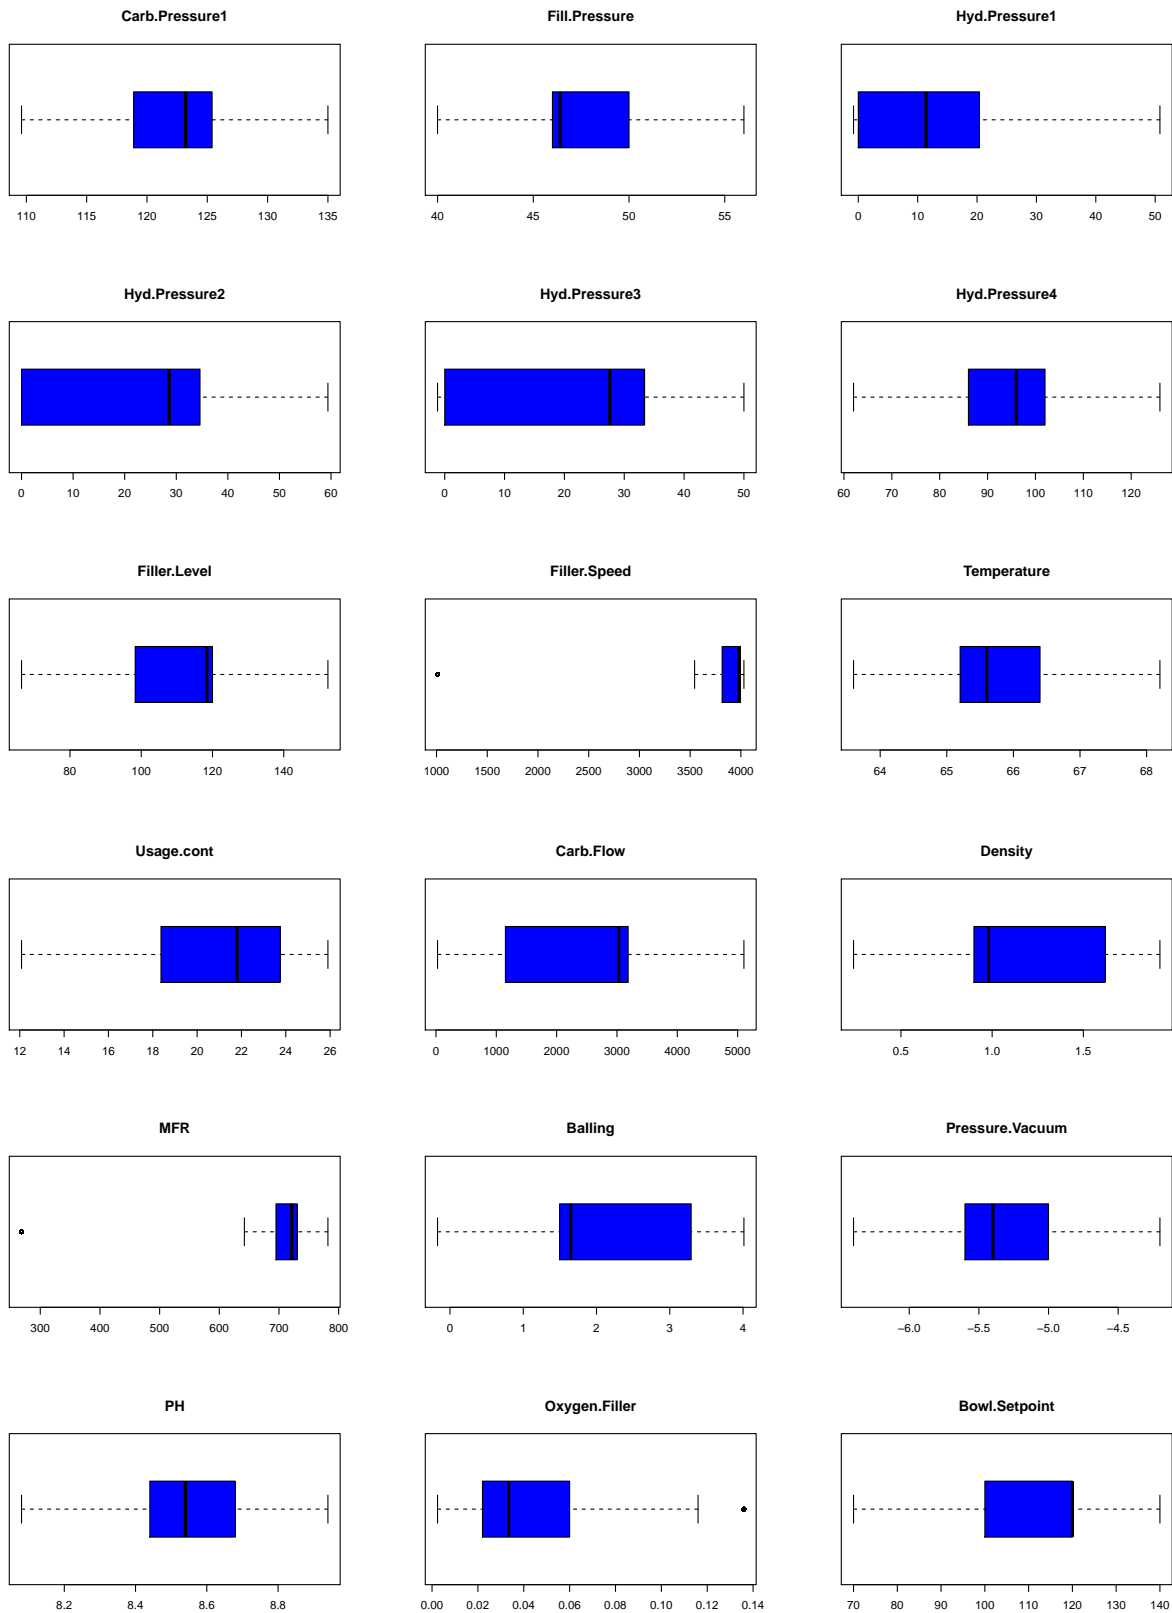 Carb.Pressure1 Fill.Pressure Hyd.Pressure1
110 115 120 125 130 135 40 45 50 55 0 10 20 30 40 50
Hyd.Pressure2 Hyd.Pressure3 Hyd.Pressure4
0 10 20 30 40 50 60 0 10 20 30 40 50 60 70 80 90 100 110 120
Filler.Level Filler.Speed Temperature
80 100 120 140 1000 1500 2000 2500 3000 3500 4000 64 65 66 67 68
Usage.cont Carb.Flow Density
12 14 16 18 20 22 24 26 0 1000 2000 3000 4000 5000 0.5 1.0 1.5
MFR Balling Pressure.Vacuum
300 400 500 600 700 800 0 1 2 3 4 −6.0 −5.5 −5.0 −4.5
PH Oxygen.Filler Bowl.Setpoint
8.2 8.4 8.6 8.8 0.00 0.02 0.04 0.06 0.08 0.10 0.12 0.14 70 80 90 100 110 120 130 140